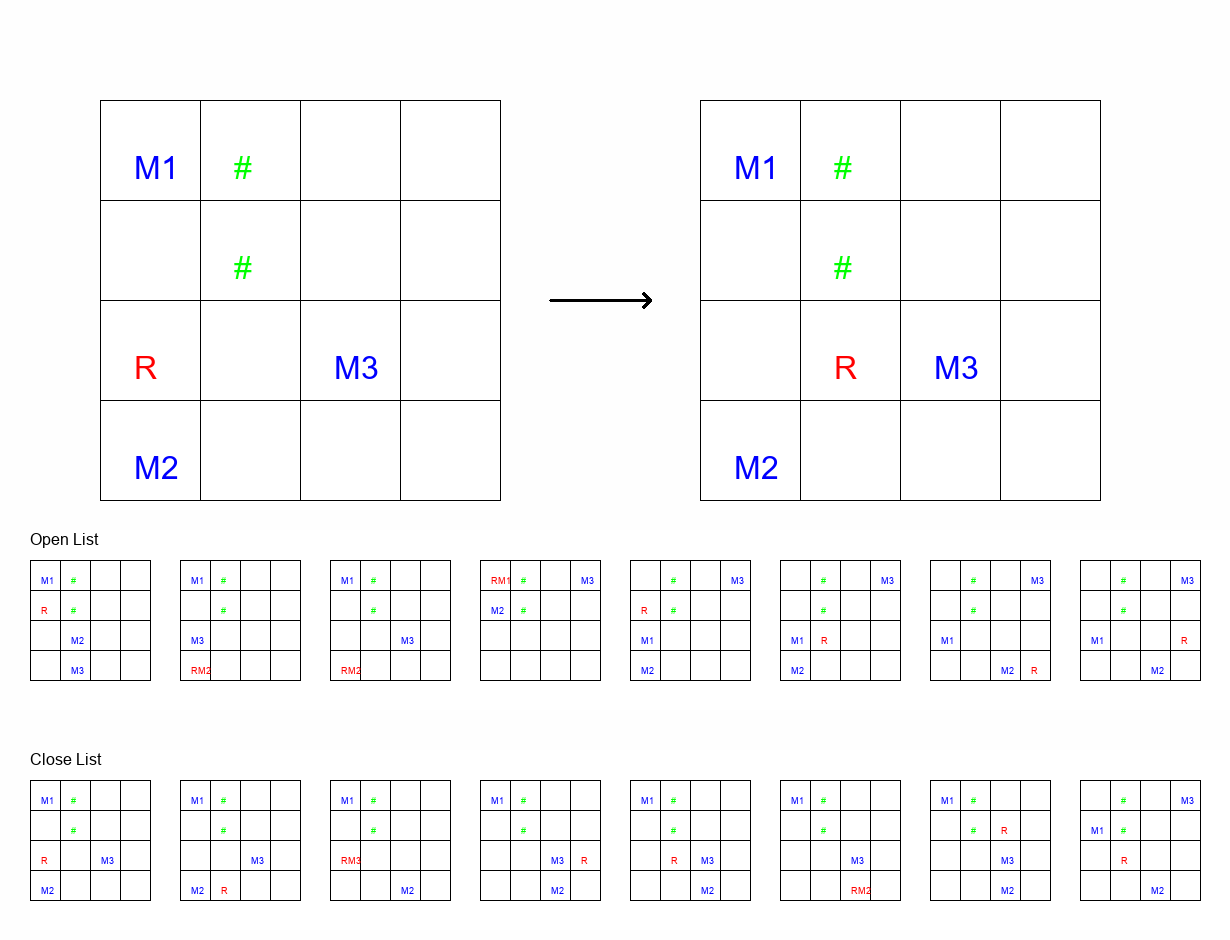 M1 # M1 #
# #
R M3 R M3
M2 M2
Open List
M1 # M1 # M1 # RM1 # M3 # M3 # M3 # M3 # M3
R # # # M2 # R # # # #
M2 M3 M3 M1 M1 R M1 M1 R
M3 RM2 RM2 M2 M2 M2 R M2
Close List
M1 # M1 # M1 # M1 # M1 # M1 # M1 # # M3
# # # # # # # R M1 #
R M3 M3 RM3 M3 R R M3 M3 M3 R
M2 M2 R M2 M2 M2 RM2 M2 M2